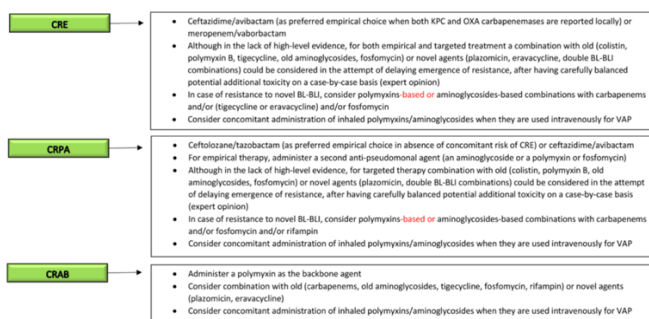 CRE
• Ceftazidime/avibactam (as preferred empirical choice when both KPC and OXA carbapenemases are reported locally) or
meropenem/vaborbactam
• Although in the lack of high-level evidence, for both empirical and targeted treatment a combination with old (colistin,
polymyxin B, tigecycline, old aminoglycosides, fosfomycin) or novel agents (plazomicin, eravacycline, double BL-BLI
combinations) could be considered in the attempt of delaying emergence of resistance, after having carefully balanced
potential additional toxicity on a case-by-case basis (expert opinion)
• In case of resistance to novel BL-BLI, consider polymyxins-based or aminoglycosides-based combinations with carbapenems
and/or (tigecycline or eravacycline) and/or fosfomycin
• Consider concomitant administration of inhaled polymyxins/aminoglycosides when they are used intravenously for VAP
CRPA
• Ceftolozane/tazobactam (as preferred empirical choice in absence of concomitant risk of CRE) or ceftazidime/avibactam
• For empirical therapy, administer a second anti-pseudomonal agent (an aminoglycoside or a polymyxin or fosfomycin)
• Although in the lack of high-level evidence, for targeted therapy combination with old (colistin, polymyxin B, old
aminoglycosides, fosfomycin) or novel agents (plazomicin, double BL-BLI combinations) could be considered in the attempt
of delaying emergence of resistance, after having carefully balanced potential additional toxicity on a case-by-case basis
(expert opinion)
• In case of resistance to novel BL-BLI, consider polymyxins-based or aminoglycosides-based combinations with carbapenems
and/or fosfomycin and/or rifampin
• Consider concomitant administration of inhaled polymyxins/aminoglycosides when they are used intravenously for VAP
CRAB
• Administer a polymyxin as the backbone agent
• Consider combination with old (carbapenems, old aminoglycosides, tigecycline, fosfomycin, rifampin) or novel agents
(plazomicin, eravacycline)
• Consider concomitant administration of inhaled polymyxins/aminoglycosides when they are used intravenously for VAP